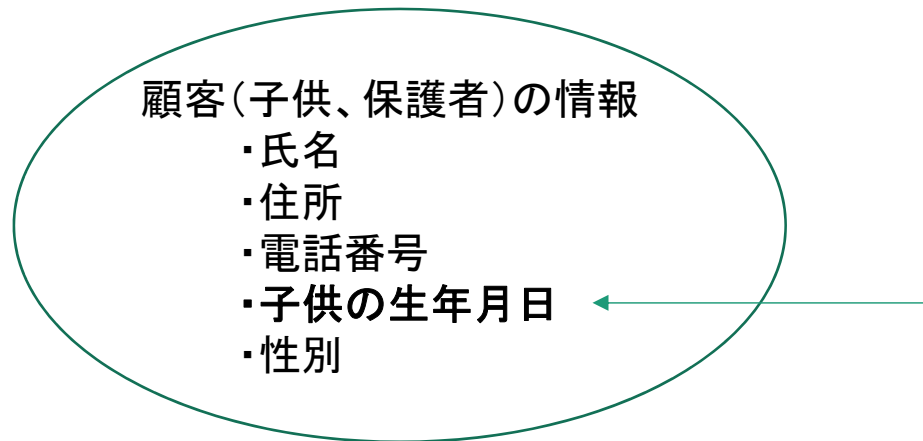 顧客(子供、保護者)の情報
・氏名
・住所
・電話番号
・子供の生年月日
・性別